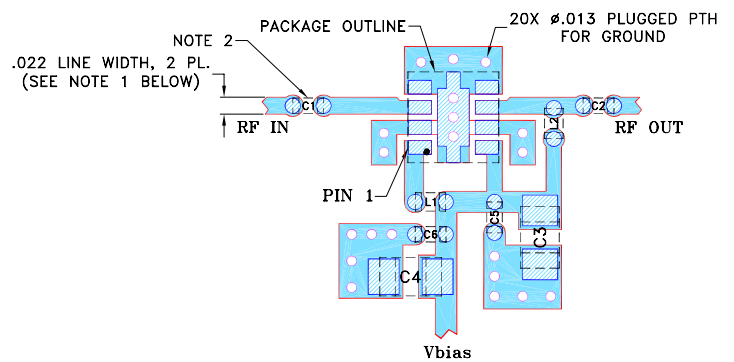 20X ø.013 PLUGGED PTH
FOR GROUND
PACKAGE OUTLINE
NOTE 2
.022 LINE WIDTH, 2 PL.
(SEE NOTE 1 BELOW)
C1
C2
RF IN
L2
RF OUT
PIN 1
L1
C5
C3
C6
C4
Vbias